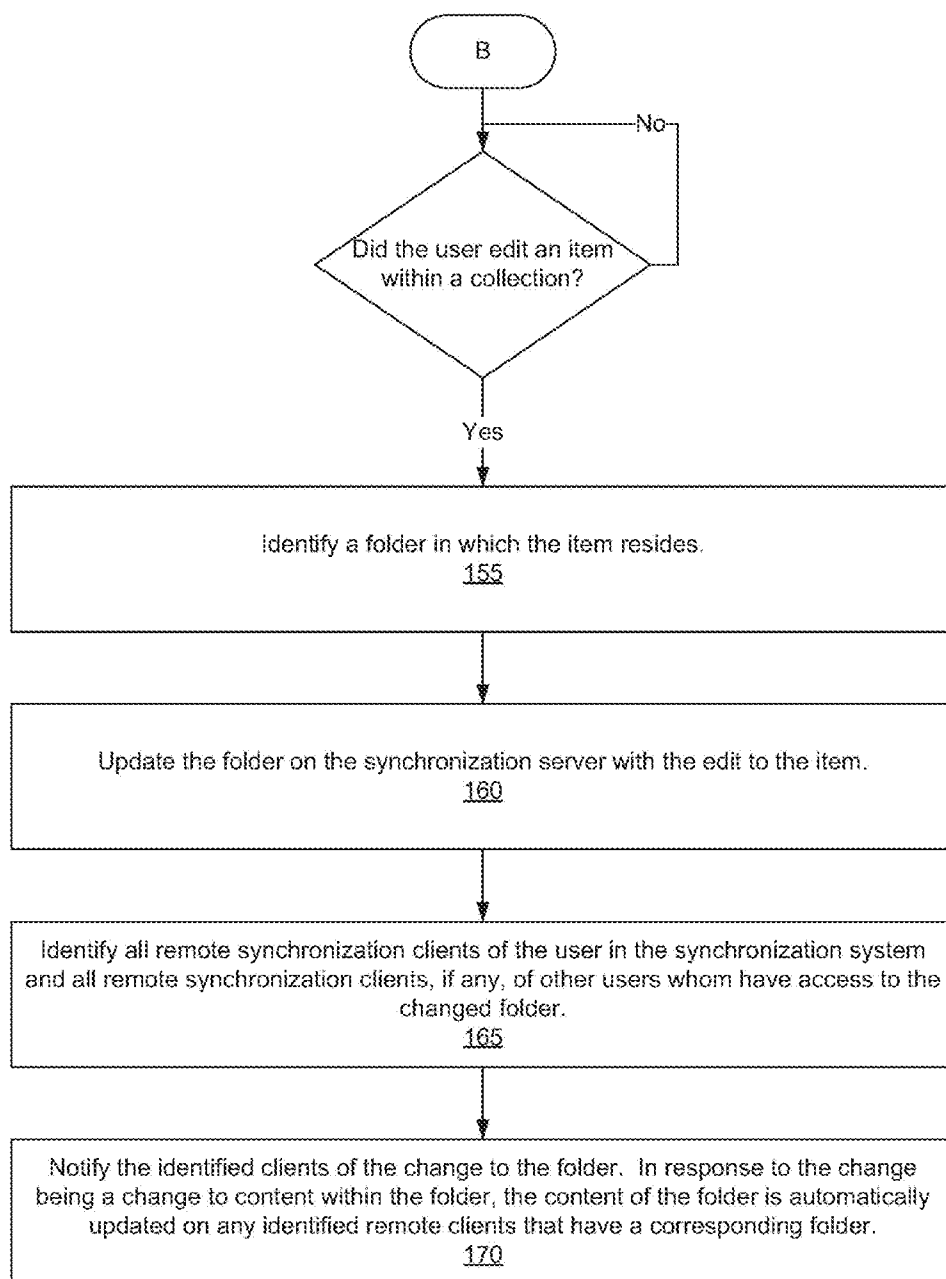 B
No
Did the user edit an item
within a collection?
Yes
Identify a folder in which the item resides.
155
Update the folder on the synchronization server with the edit to the item.
160
Identify all remote synchronization clients of the user in the synchronization system
and all remote synchronization clients, if any, of other users whom have access to the
changed folder.
165
Notify the identified clients of the change to the folder. In response to the change
being a change to content within the folder, the content of the folder is automatically
updated on any identified remote clients that have a corresponding folder.
170